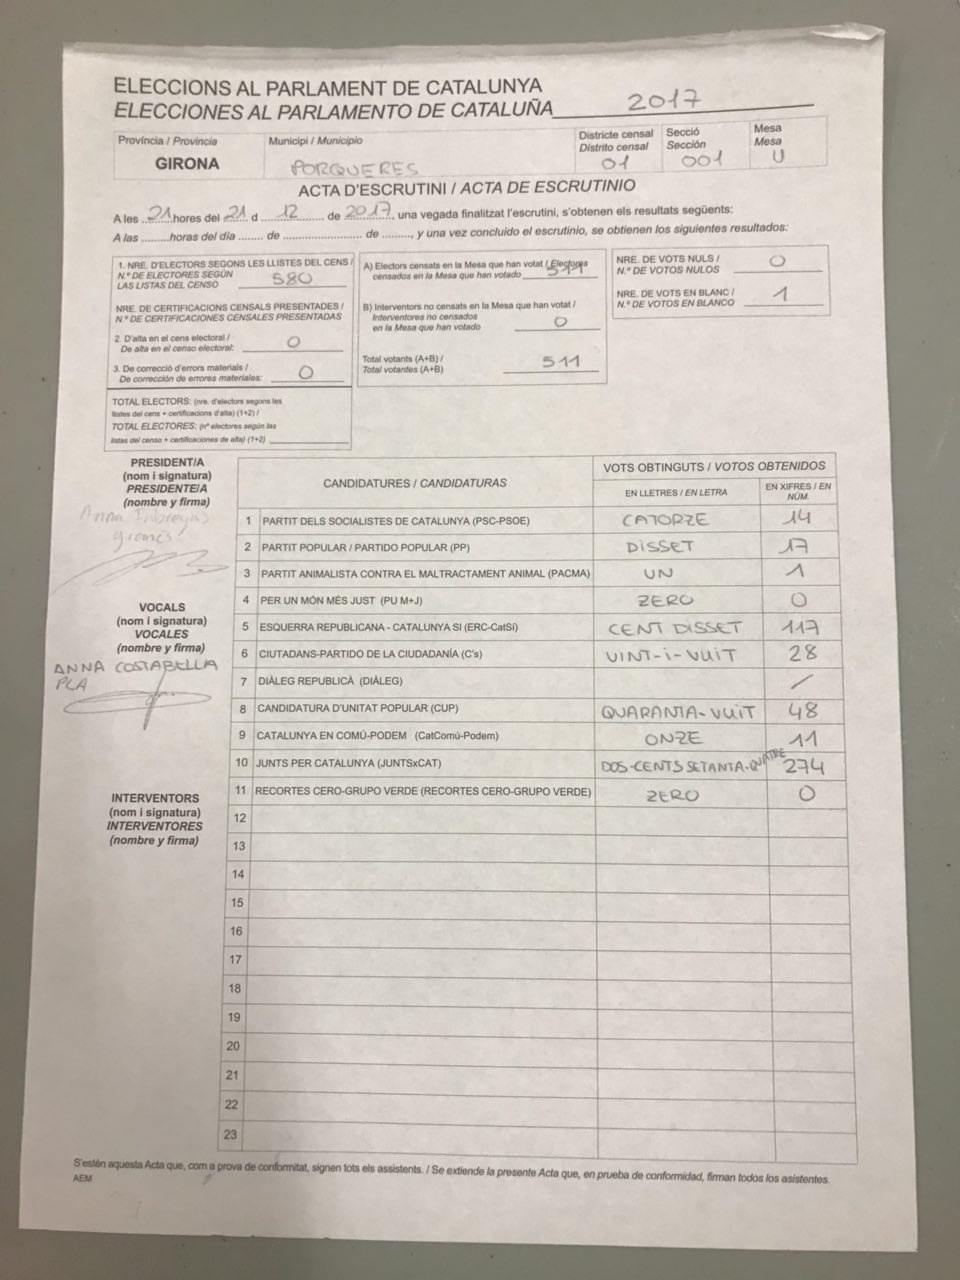 ELECCIONS AL PARLAMENT DE CATALUNYA
ELECCIONES AL PARLAMENTO DE CATALUÑA 2017
Província / Provincia
GIRONA
Municipi / Municipio
PORQUERES
Districte censal
Distrito censal
01
Secció
Sección
001
Mesa
Mesa
U
ACTA D'ESCRUTINI / ACTA DE ESCRUTINIO
A les 21 hores del 21 d 12 de 2017, una vegada finalitzat l'escrutini, s'obtenen els resultats següents:
A las ......... horas del día ........ de .............................. de ........, y una vez concluido el escrutinio, se obtienen los siguientes resultados:
1. NRE. D'ELECTORS SEGONS LES LLISTES DEL CENS /
N.º DE ELECTORES SEGÚN
LAS LISTAS DEL CENSO 580
NRE. DE CERTIFICACIONS CENSALS PRESENTADES /
N.º DE CERTIFICACIONES CENSALES PRESENTADAS
2. D'alta en el cens electoral /
De alta en el censo electoral: 0
3. De correcció d'errors materials /
De corrección de errores materiales: 0
TOTAL ELECTORS: (nre. d'electors segons les
llistes del cens + certificacions d'alta) (1+2) /
TOTAL ELECTORES: (nº electores según las
listas del censo + certificaciones de alta) (1+2)
A) Electors censats en la Mesa que han votat / Electores
censados en la Mesa que han votado 511
B) Interventors no censats en la Mesa que han votat /
Interventores no censados
en la Mesa que han votado 0
Total votants (A+B) /
Total votantes (A+B) 511
NRE. DE VOTS NULS /
N.º DE VOTOS NULOS 0
NRE. DE VOTS EN BLANC /
N.º DE VOTOS EN BLANCO 1
PRESIDENT/A
(nom i signatura)
PRESIDENTE/A
(nombre y firma)
Anna
VOCALS
(nom i signatura)
VOCALES
(nombre y firma)
ANNA COSTABELLA
PLA
INTERVENTORS
(nom i signatura)
INTERVENTORES
(nombre y firma)
CANDIDATURES / CANDIDATURAS
VOTS OBTINGUTS / VOTOS OBTENIDOS
EN LLETRES / EN LETRA
EN XIFRES / EN NÚM.
1 PARTIT DELS SOCIALISTES DE CATALUNYA (PSC-PSOE) CATORZE 14
2 PARTIT POPULAR / PARTIDO POPULAR (PP) DISSET 17
3 PARTIT ANIMALISTA CONTRA EL MALTRACTAMENT ANIMAL (PACMA) UN 1
4 PER UN MÓN MÉS JUST (PU M+J) ZERO 0
5 ESQUERRA REPUBLICANA - CATALUNYA SI (ERC-CatSí) CENT DISSET 117
6 CIUTADANS-PARTIDO DE LA CIUDADANÍA (C's) VINT-i-VUIT 28
7 DIÀLEG REPUBLICÀ (DIÀLEG) /
8 CANDIDATURA D'UNITAT POPULAR (CUP) QUARANTA-VUIT 48
9 CATALUNYA EN COMÚ-PODEM (CatComú-Podem) ONZE 11
10 JUNTS PER CATALUNYA (JUNTSxCAT) DOS-CENTS SETANTA-QUATRE 274
11 RECORTES CERO-GRUPO VERDE (RECORTES CERO-GRUPO VERDE) ZERO 0
12
13
14
15
16
17
18
19
20
21
22
23
S'estén aquesta Acta que, com a prova de conformitat, signen tots els assistents. / Se extiende la presente Acta que, en prueba de conformidad, firman todos los asistentes.
AEM